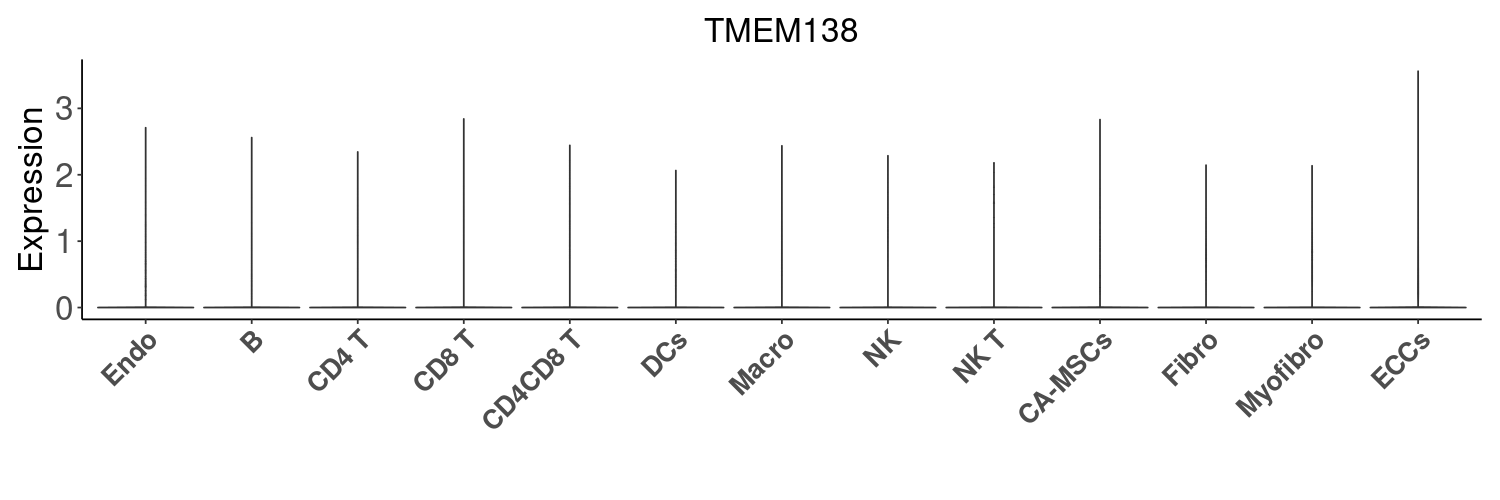 TMEM138
Expression
3
2
1
0
Endo
B
CD4 T
CD8 T
CD4CD8 T
DCs
Macro
NK
NK T
CA-MSCs
Fibro
Myofibro
ECCs